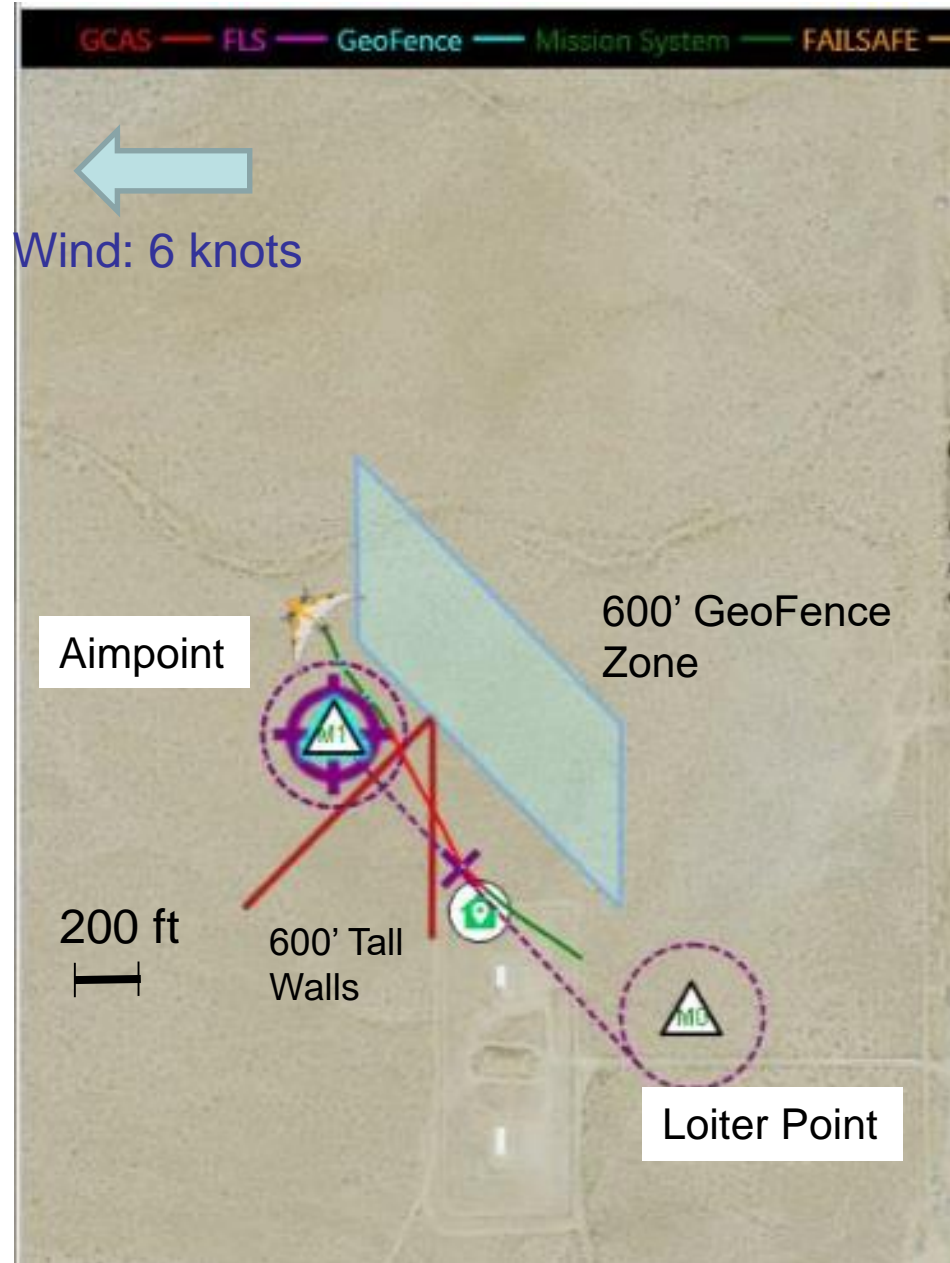 GCAS FLS GeoFence Mission System FAILSAFE
Wind: 6 knots
600' GeoFence
Zone
Aimpoint
M1
200 ft
600' Tall
Walls
M0
Loiter Point